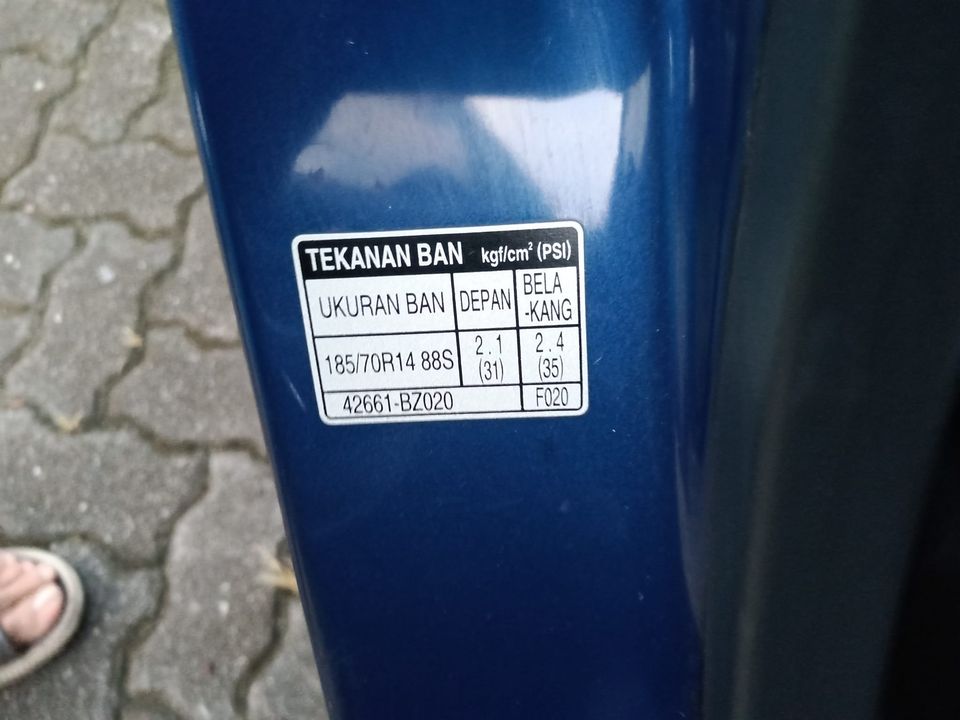 TEKANAN BAN kgf/cm² (PSI)
UKURAN BAN DEPAN BELA
-KANG
185/70R14 88S 2.1 2.4
(31) (35)
42661-BZ020 F020